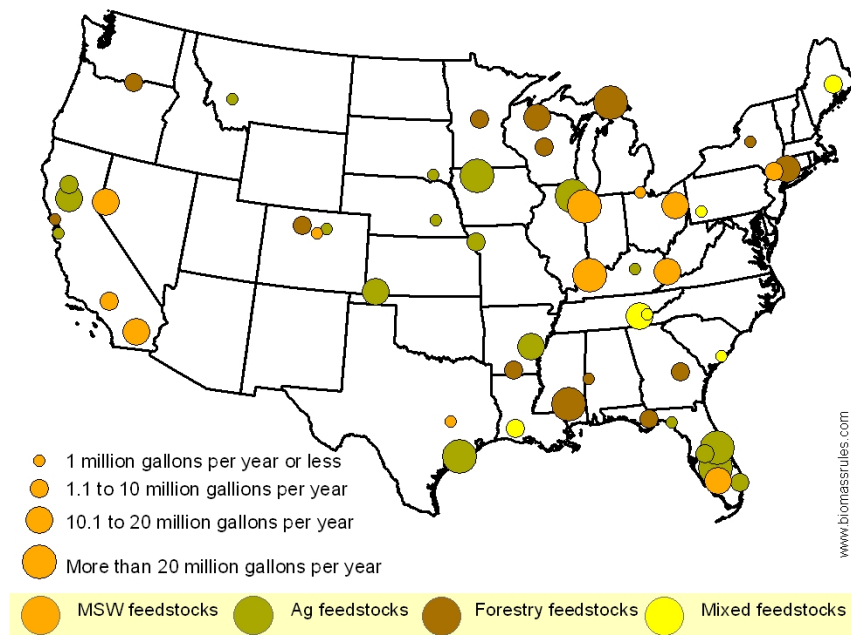 1 million gallons per year or less
1.1 to 10 million gallions per year
10.1 to 20 million gallons per year
More than 20 million gallons per year
MSW feedstocks Ag feedstocks Forestry feedstocks Mixed feedstocks
www.biomassrules.com